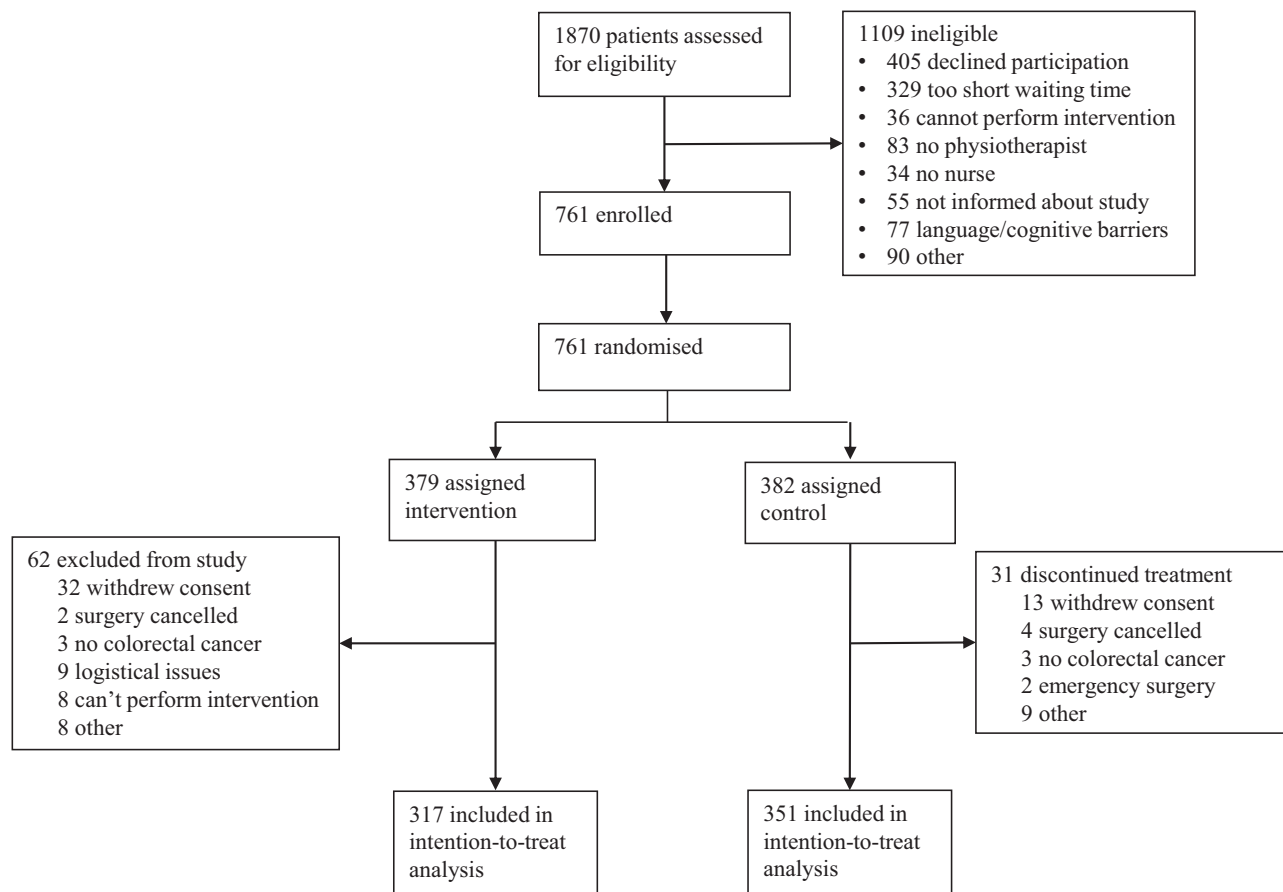 1870 patients assessed
for eligibility
1109 ineligible
• 405 declined participation
• 329 too short waiting time
• 36 cannot perform intervention
• 83 no physiotherapist
• 34 no nurse
• 55 not informed about study
• 77 language/cognitive barriers
• 90 other
761 enrolled
761 randomised
379 assigned
intervention
382 assigned
control
62 excluded from study
32 withdrew consent
2 surgery cancelled
3 no colorectal cancer
9 logistical issues
8 can’t perform intervention
8 other
31 discontinued treatment
13 withdrew consent
4 surgery cancelled
3 no colorectal cancer
2 emergency surgery
9 other
317 included in
intention-to-treat
analysis
351 included in
intention-to-treat
analysis